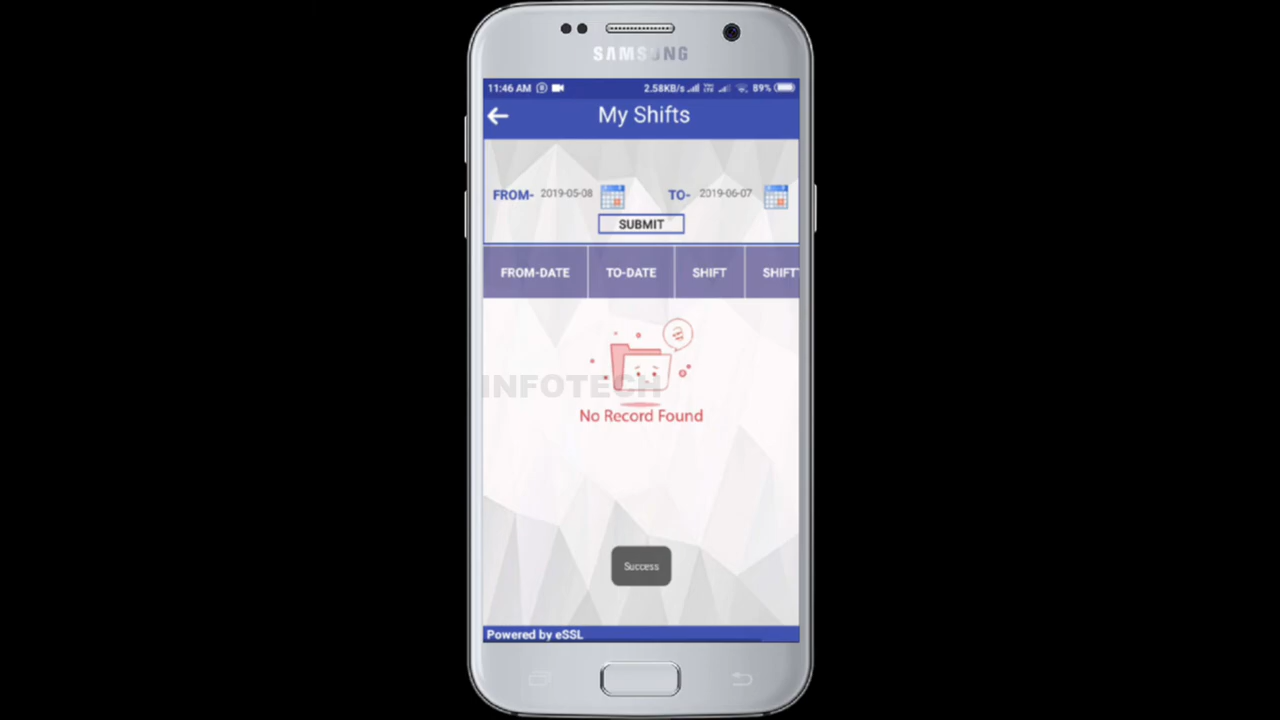 SAMSUNG
11:46 AM 2.58KB/s 89%
My Shifts
FROM- 2019-05-08 TO- 2019-06-07
SUBMIT
FROM-DATE TO-DATE SHIFT SHIFT
INFOTECH
No Record Found
Success
Powered by eSSL